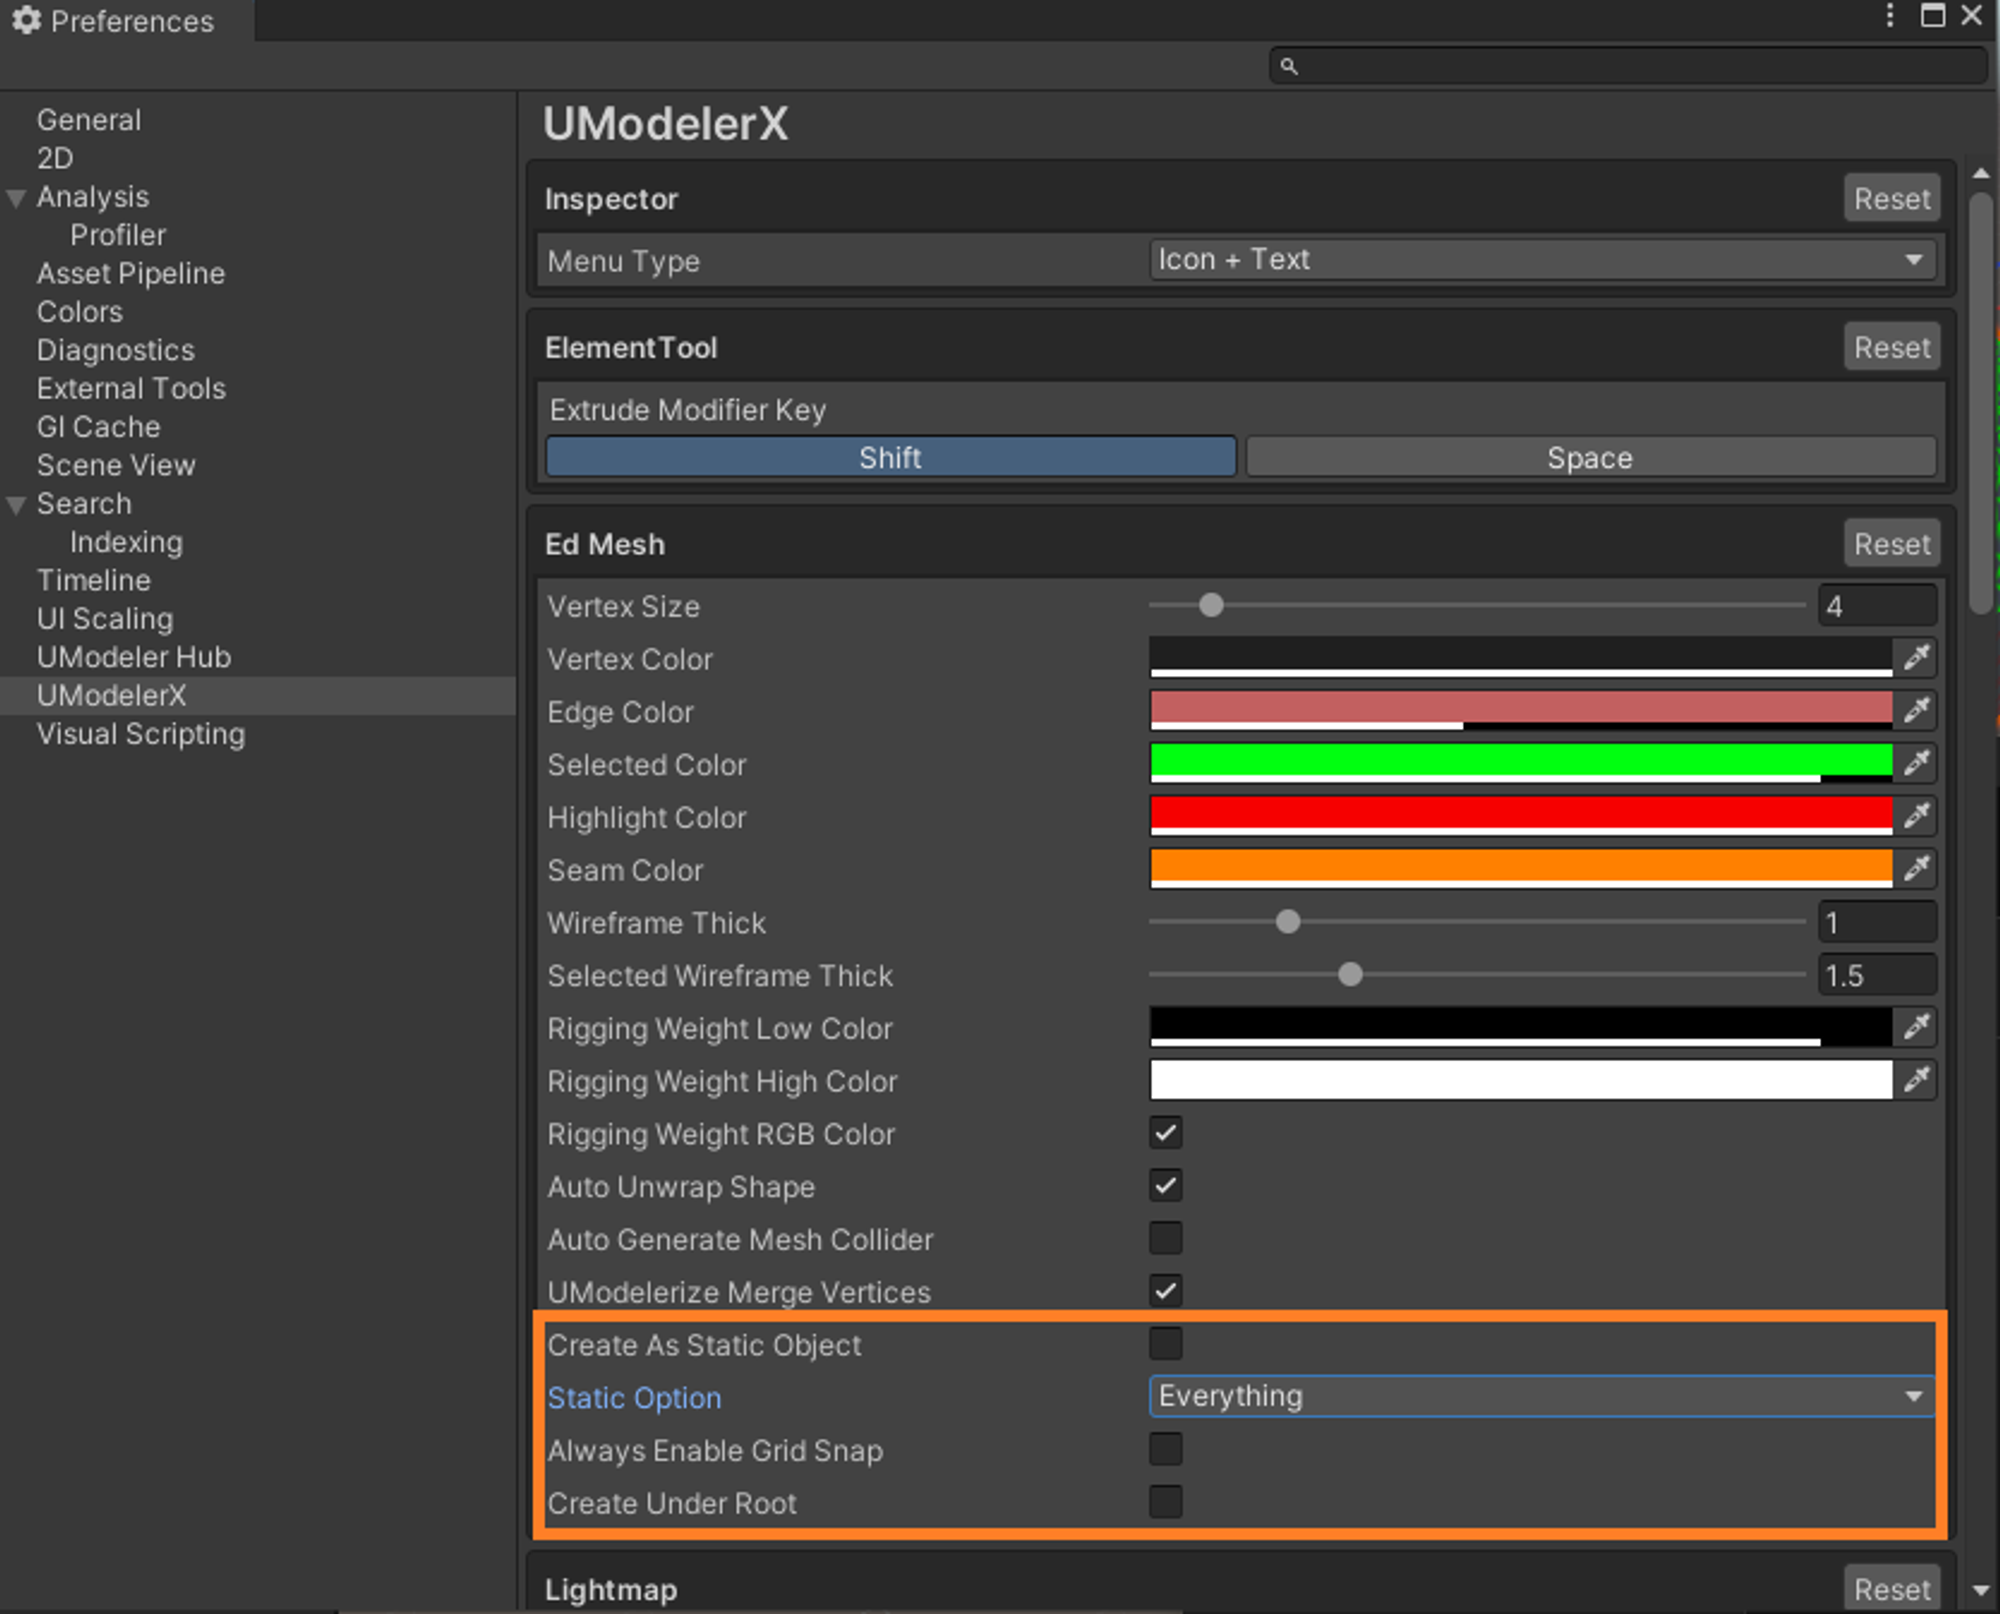 Preferences
General
2D
Analysis
Profiler
Asset Pipeline
Colors
Diagnostics
External Tools
GI Cache
Scene View
Search
Indexing
Timeline
UI Scaling
UModeler Hub
UModelerX
Visual Scripting
UModelerX
Inspector Reset
Menu Type Icon + Text
ElementTool Reset
Extrude Modifier Key
Shift Space
Ed Mesh Reset
Vertex Size 4
Vertex Color
Edge Color
Selected Color
Highlight Color
Seam Color
Wireframe Thick 1
Selected Wireframe Thick 1.5
Rigging Weight Low Color
Rigging Weight High Color
Rigging Weight RGB Color
Auto Unwrap Shape
Auto Generate Mesh Collider
UModelerize Merge Vertices
Create As Static Object
Static Option Everything
Always Enable Grid Snap
Create Under Root
Lightmap Reset